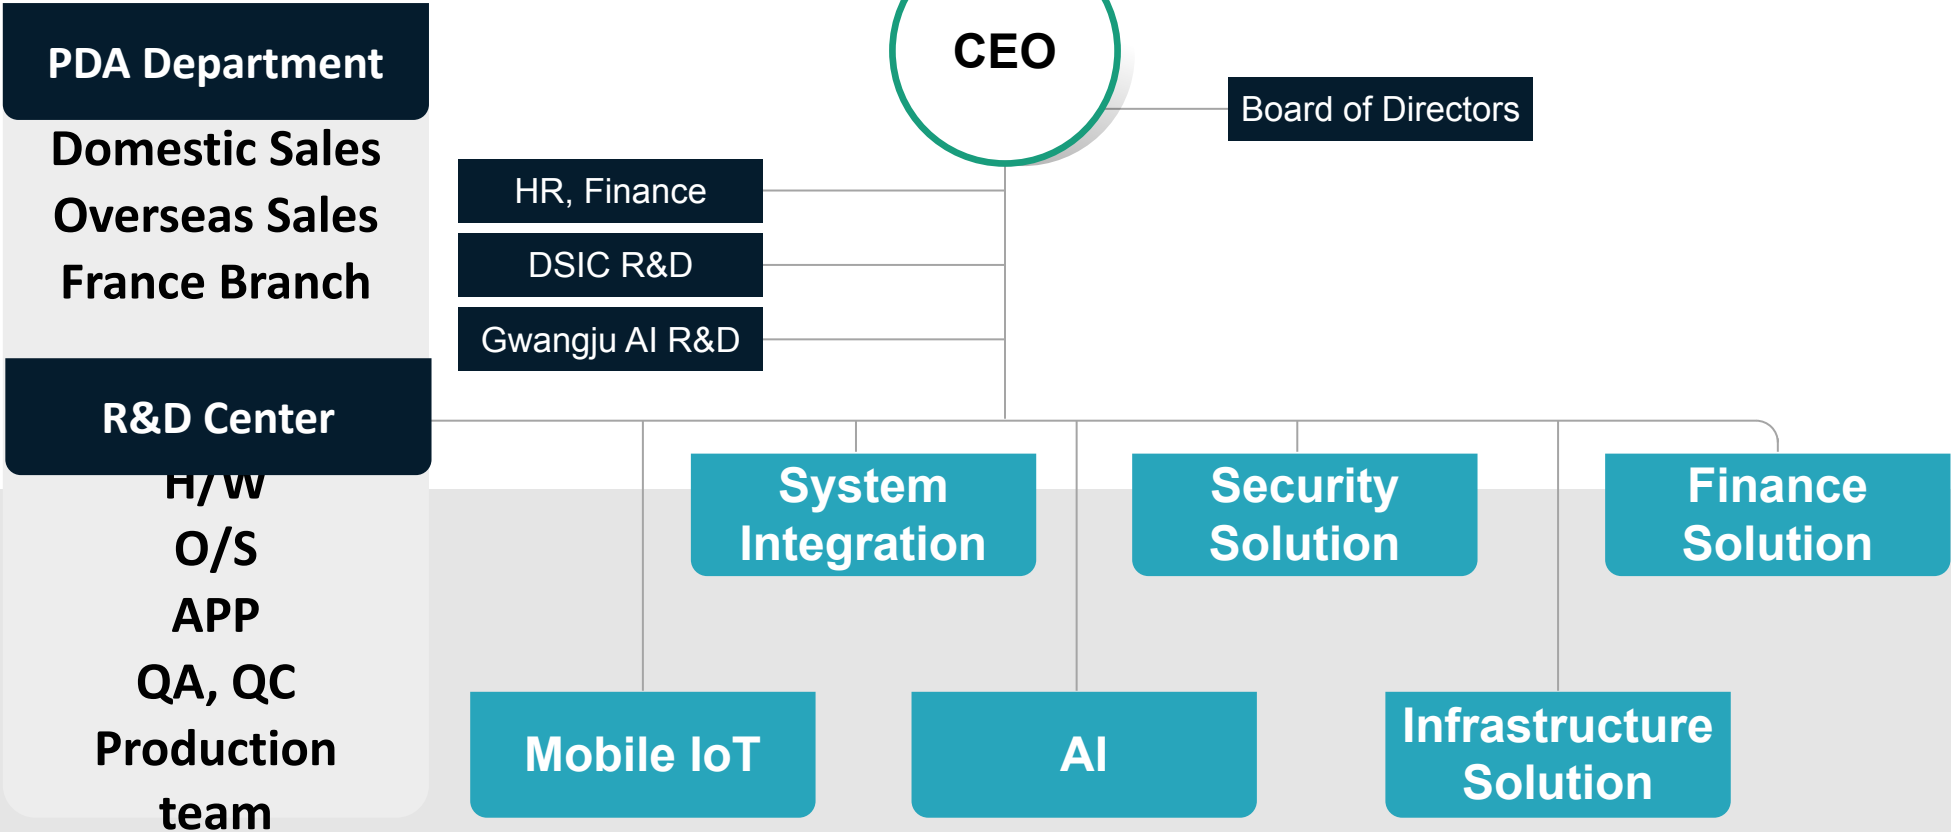 PDA Department
Domestic Sales
Overseas Sales
France Branch
R&D Center
H/W
O/S
APP
QA, QC
Production
team
CEO
Board of Directors
HR, Finance
DSIC R&D
Gwangju AI R&D
System
Integration
Security
Solution
Finance
Solution
Mobile IoT
AI
Infrastructure
Solution